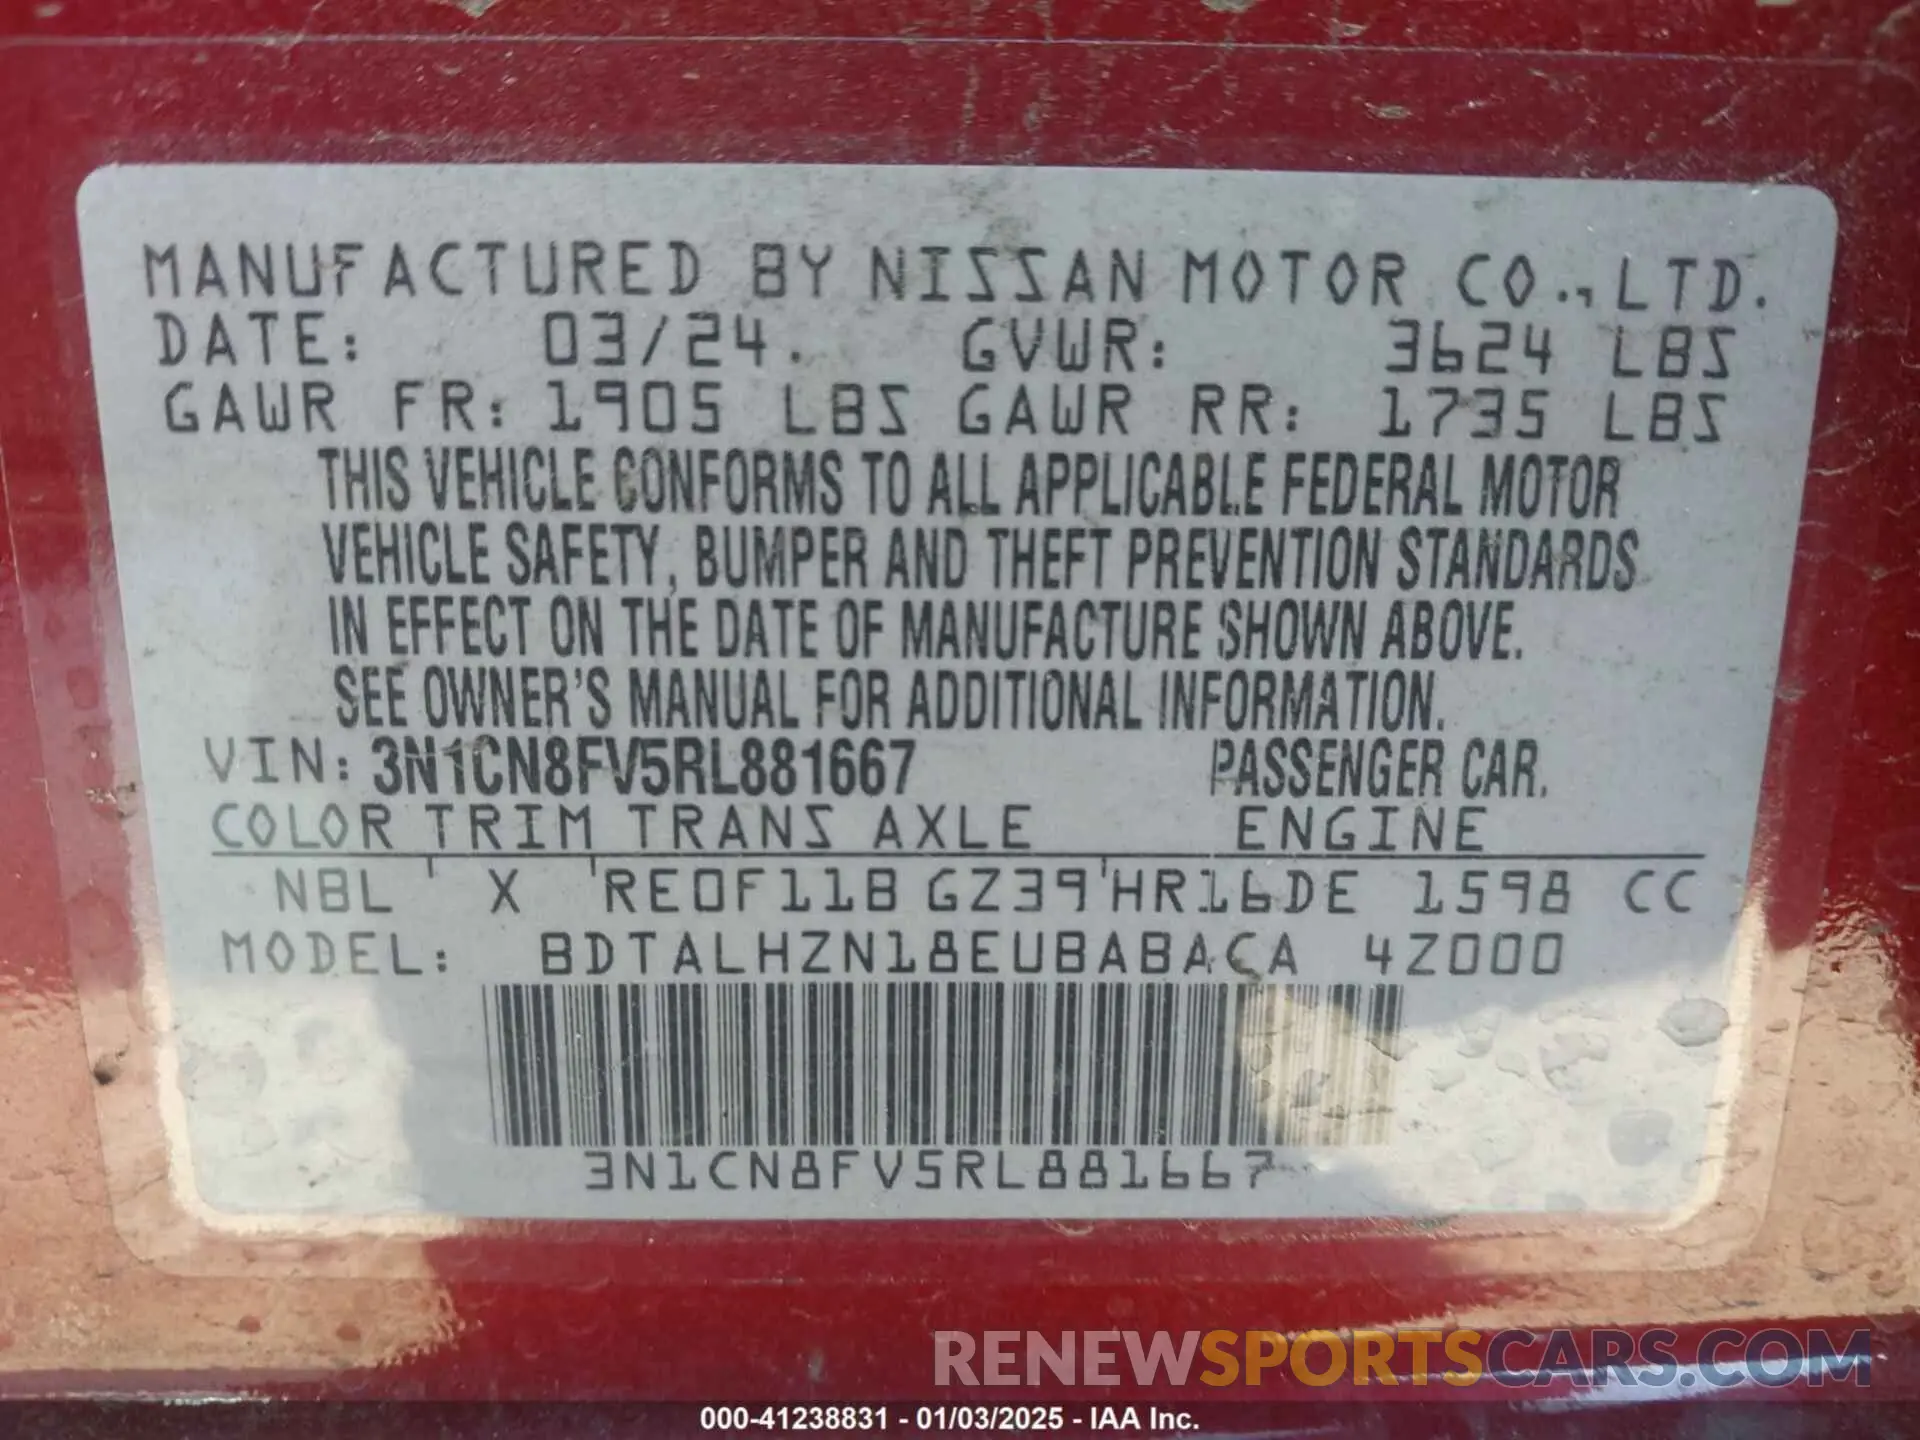 MANUFACTURED BY NISSAN MOTOR CO., LTD.
DATE: 03/24. GVWR: 3624 LBS
GAWR FR: 1905 LBS GAWR RR: 1735 LBS
THIS VEHICLE CONFORMS TO ALL APPLICABLE FEDERAL MOTOR
VEHICLE SAFETY, BUMPER AND THEFT PREVENTION STANDARDS
IN EFFECT ON THE DATE OF MANUFACTURE SHOWN ABOVE.
SEE OWNER'S MANUAL FOR ADDITIONAL INFORMATION.
VIN: 3N1CN8FV5RL881667 PASSENGER CAR.
COLOR TRIM TRANS AXLE ENGINE
NBL X RE0F11B GZ39 HR16DE 1598 CC
MODEL: BDTALHZN18EUBABACA 4Z000
3N1CN8FV5RL881667
RENEWSPORTSCARS.COM
000-41238831 - 01/03/2025 - IAA Inc.